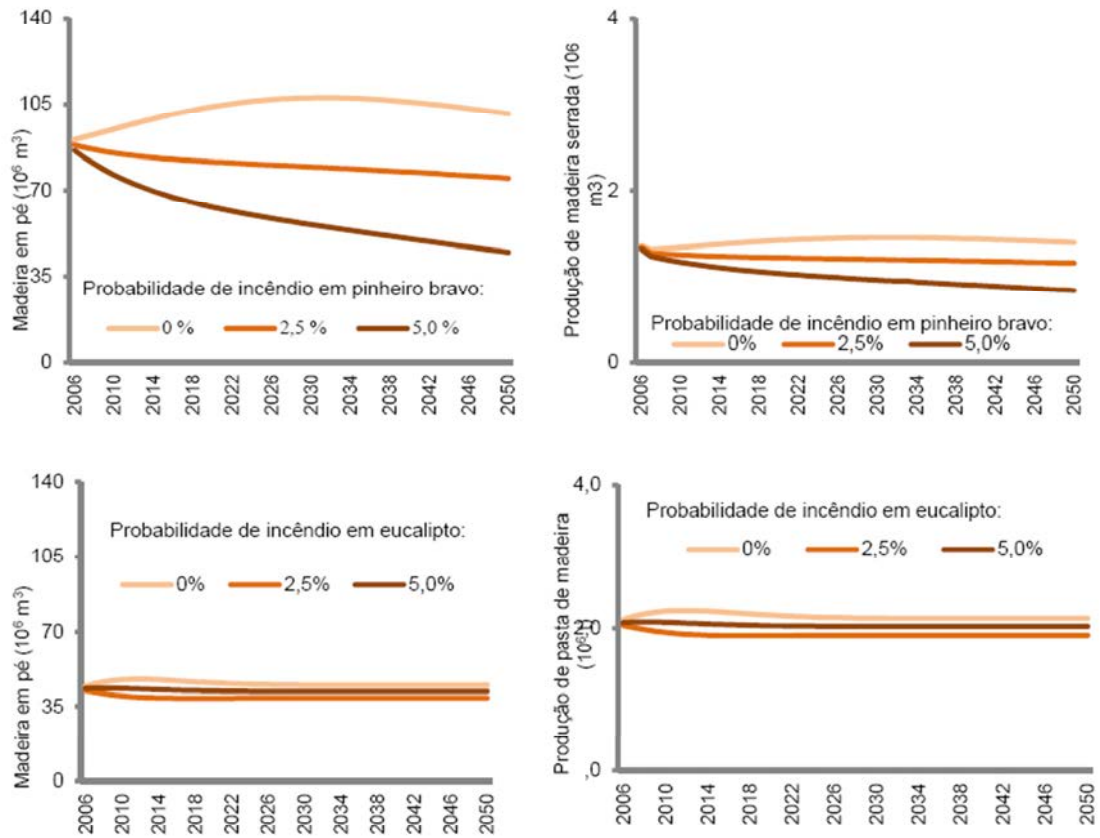 Madeira em pé (10⁶ m³)
140
105
70
35
0
Probabilidade de incêndio em pinheiro bravo:
0 % 2,5 % 5,0%
2006 2010 2014 2018 2022 2026 2030 2034 2038 2042 2046 2050
Produção de madeira serrada (106
m3)
4
2
0
Probabilidade de incêndio em pinheiro bravo:
0% 2,5% 5,0%
2006 2010 2014 2018 2022 2026 2030 2034 2038 2042 2046 2050
Madeira em pé (10⁶ m³)
140
105
70
35
0
Probabilidade de incêndio em eucalipto:
0% 2,5% 5,0%
2006 2010 2014 2018 2022 2026 2030 2034 2038 2042 2046 2050
Produção de pasta de madeira
4,0
,0
Probabilidade de incêndio em eucalipto:
0% 2,5% 5,0%
2006 2010 2014 2018 2022 2026 2030 2034 2038 2042 2046 2050